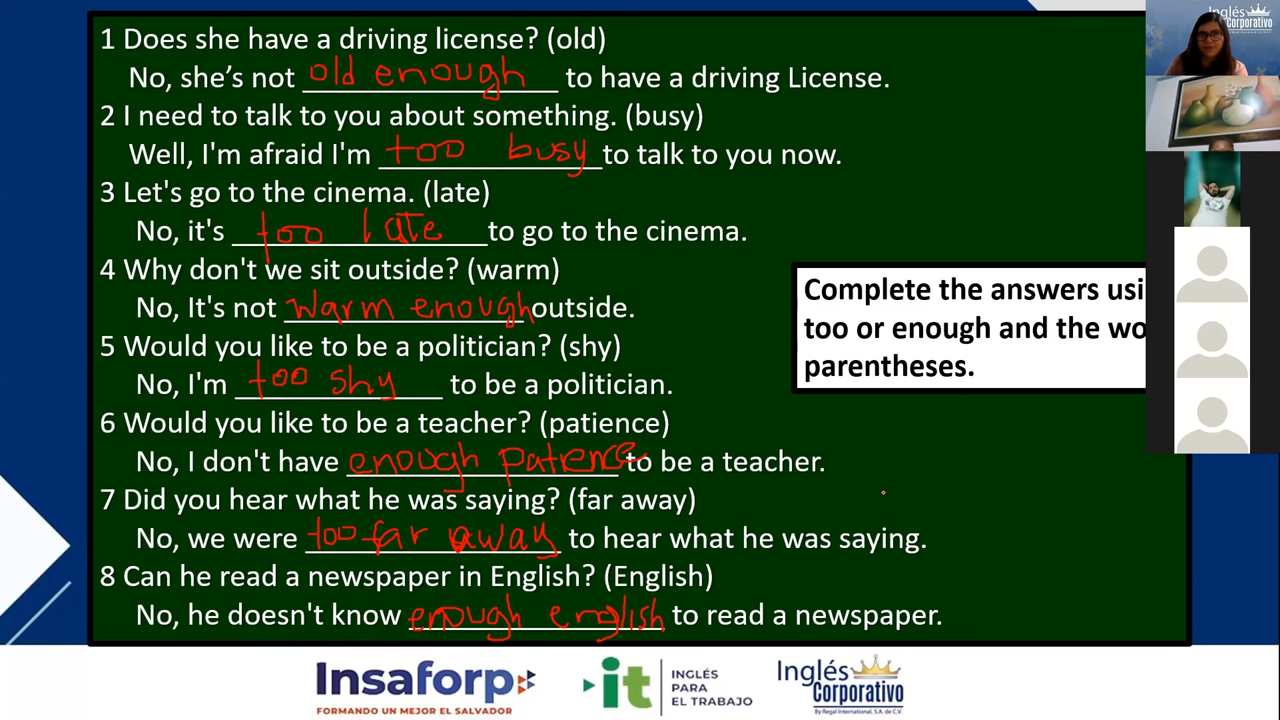 1 Does she have a driving license? (old)
No, she's not old enough to have a driving License.
2 I need to talk to you about something. (busy)
Well, I'm afraid I'm too busy to talk to you now.
3 Let's go to the cinema. (late)
No, it's too late to go to the cinema.
4 Why don't we sit outside? (warm)
No, It's not warm enough outside.
5 Would you like to be a politician? (shy)
No, I'm too shy to be a politician.
6 Would you like to be a teacher? (patience)
No, I don't have enough patience to be a teacher.
7 Did you hear what he was saying? (far away)
No, we were too far away to hear what he was saying.
8 Can he read a newspaper in English? (English)
No, he doesn't know enough english to read a newspaper.
Complete the answers usi
too or enough and the wo
parentheses.
Inglés
Corporativo
Insaforp
FORMANDO UN MEJOR EL SALVADOR
it
INGLÉS
PARA
EL TRABAJO
Inglés
Corporativo
By Regal International, S.A. de C.V.